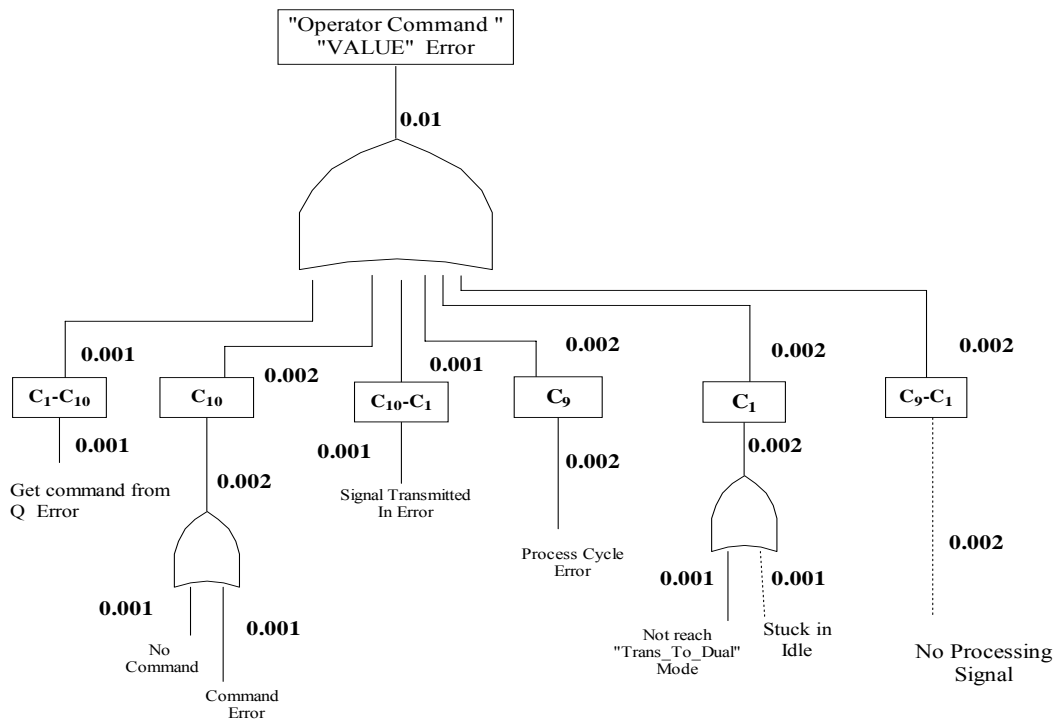 "Operator Command "
"VALUE" Error
0.01
0.001
0.002
0.001
0.002
0.002
0.002
C₁-C₁₀
C₁₀
C₁₀-C₁
C₉
C₁
C₉-C₁
0.001
0.002
0.001
0.002
0.002
0.002
Get command from
Q Error
Signal Transmitted
In Error
Process Cycle
Error
0.001
0.001
0.001
0.001
No
Command
Command
Error
Not reach
"Trans_To_Dual"
Mode
Stuck in
Idle
No Processing
Signal